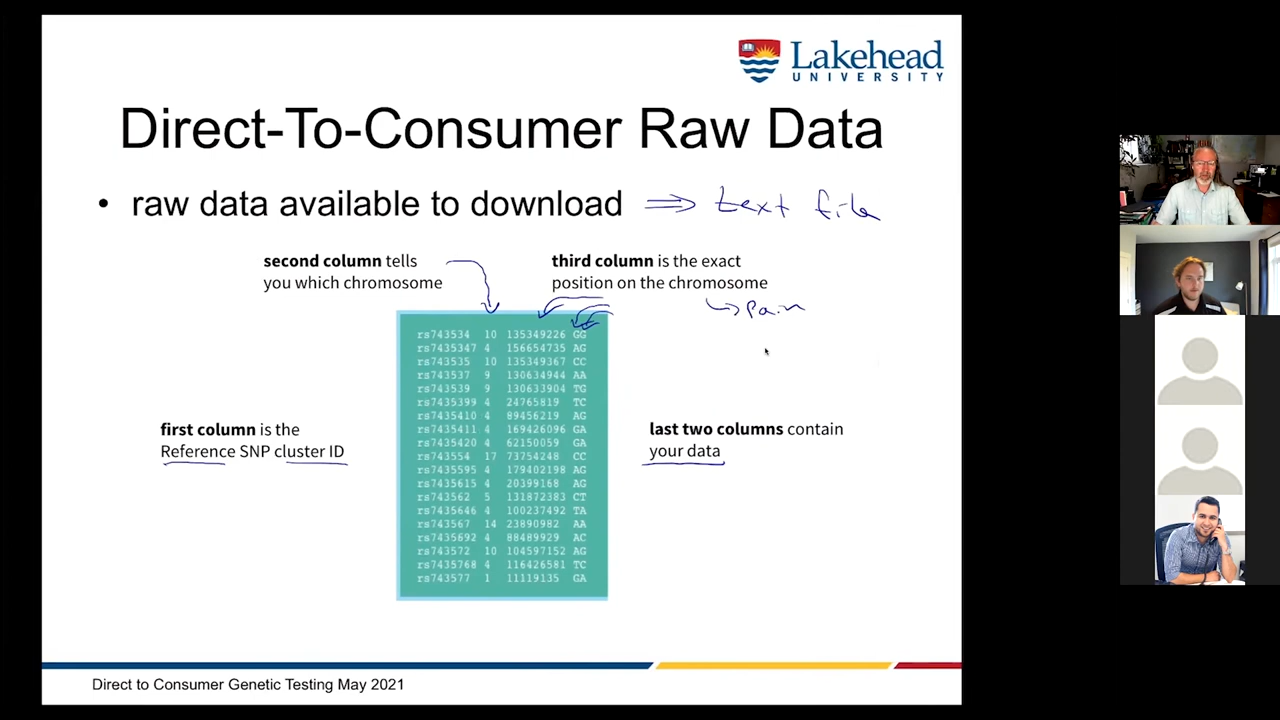 Lakehead
UNIVERSITY
Direct-To-Consumer Raw Data
• raw data available to download ⇒ text file
second column tells
you which chromosome
third column is the exact
position on the chromosome
↳ pair
rs743534 10 135349226 GG
rs7435347 4 156654735 AG
rs743535 10 135349367 CC
rs743537 9 130634944 AA
rs743539 9 130633904 TG
rs7435399 4 24765819 TC
rs7435410 4 89456219 AG
rs7435411 4 169426096 GA
rs7435420 4 62150059 GA
rs743554 17 73754248 CC
rs7435595 4 179402198 AG
rs7435615 4 20399168 AG
rs743562 5 131872383 CT
rs7435646 4 100237492 TA
rs743567 14 23890982 AA
rs7435692 4 88489929 AC
rs743572 10 104597152 AG
rs7435768 4 116426581 TC
rs743577 1 11119135 GA
first column is the
Reference SNP cluster ID
last two columns contain
your data
Direct to Consumer Genetic Testing May 2021